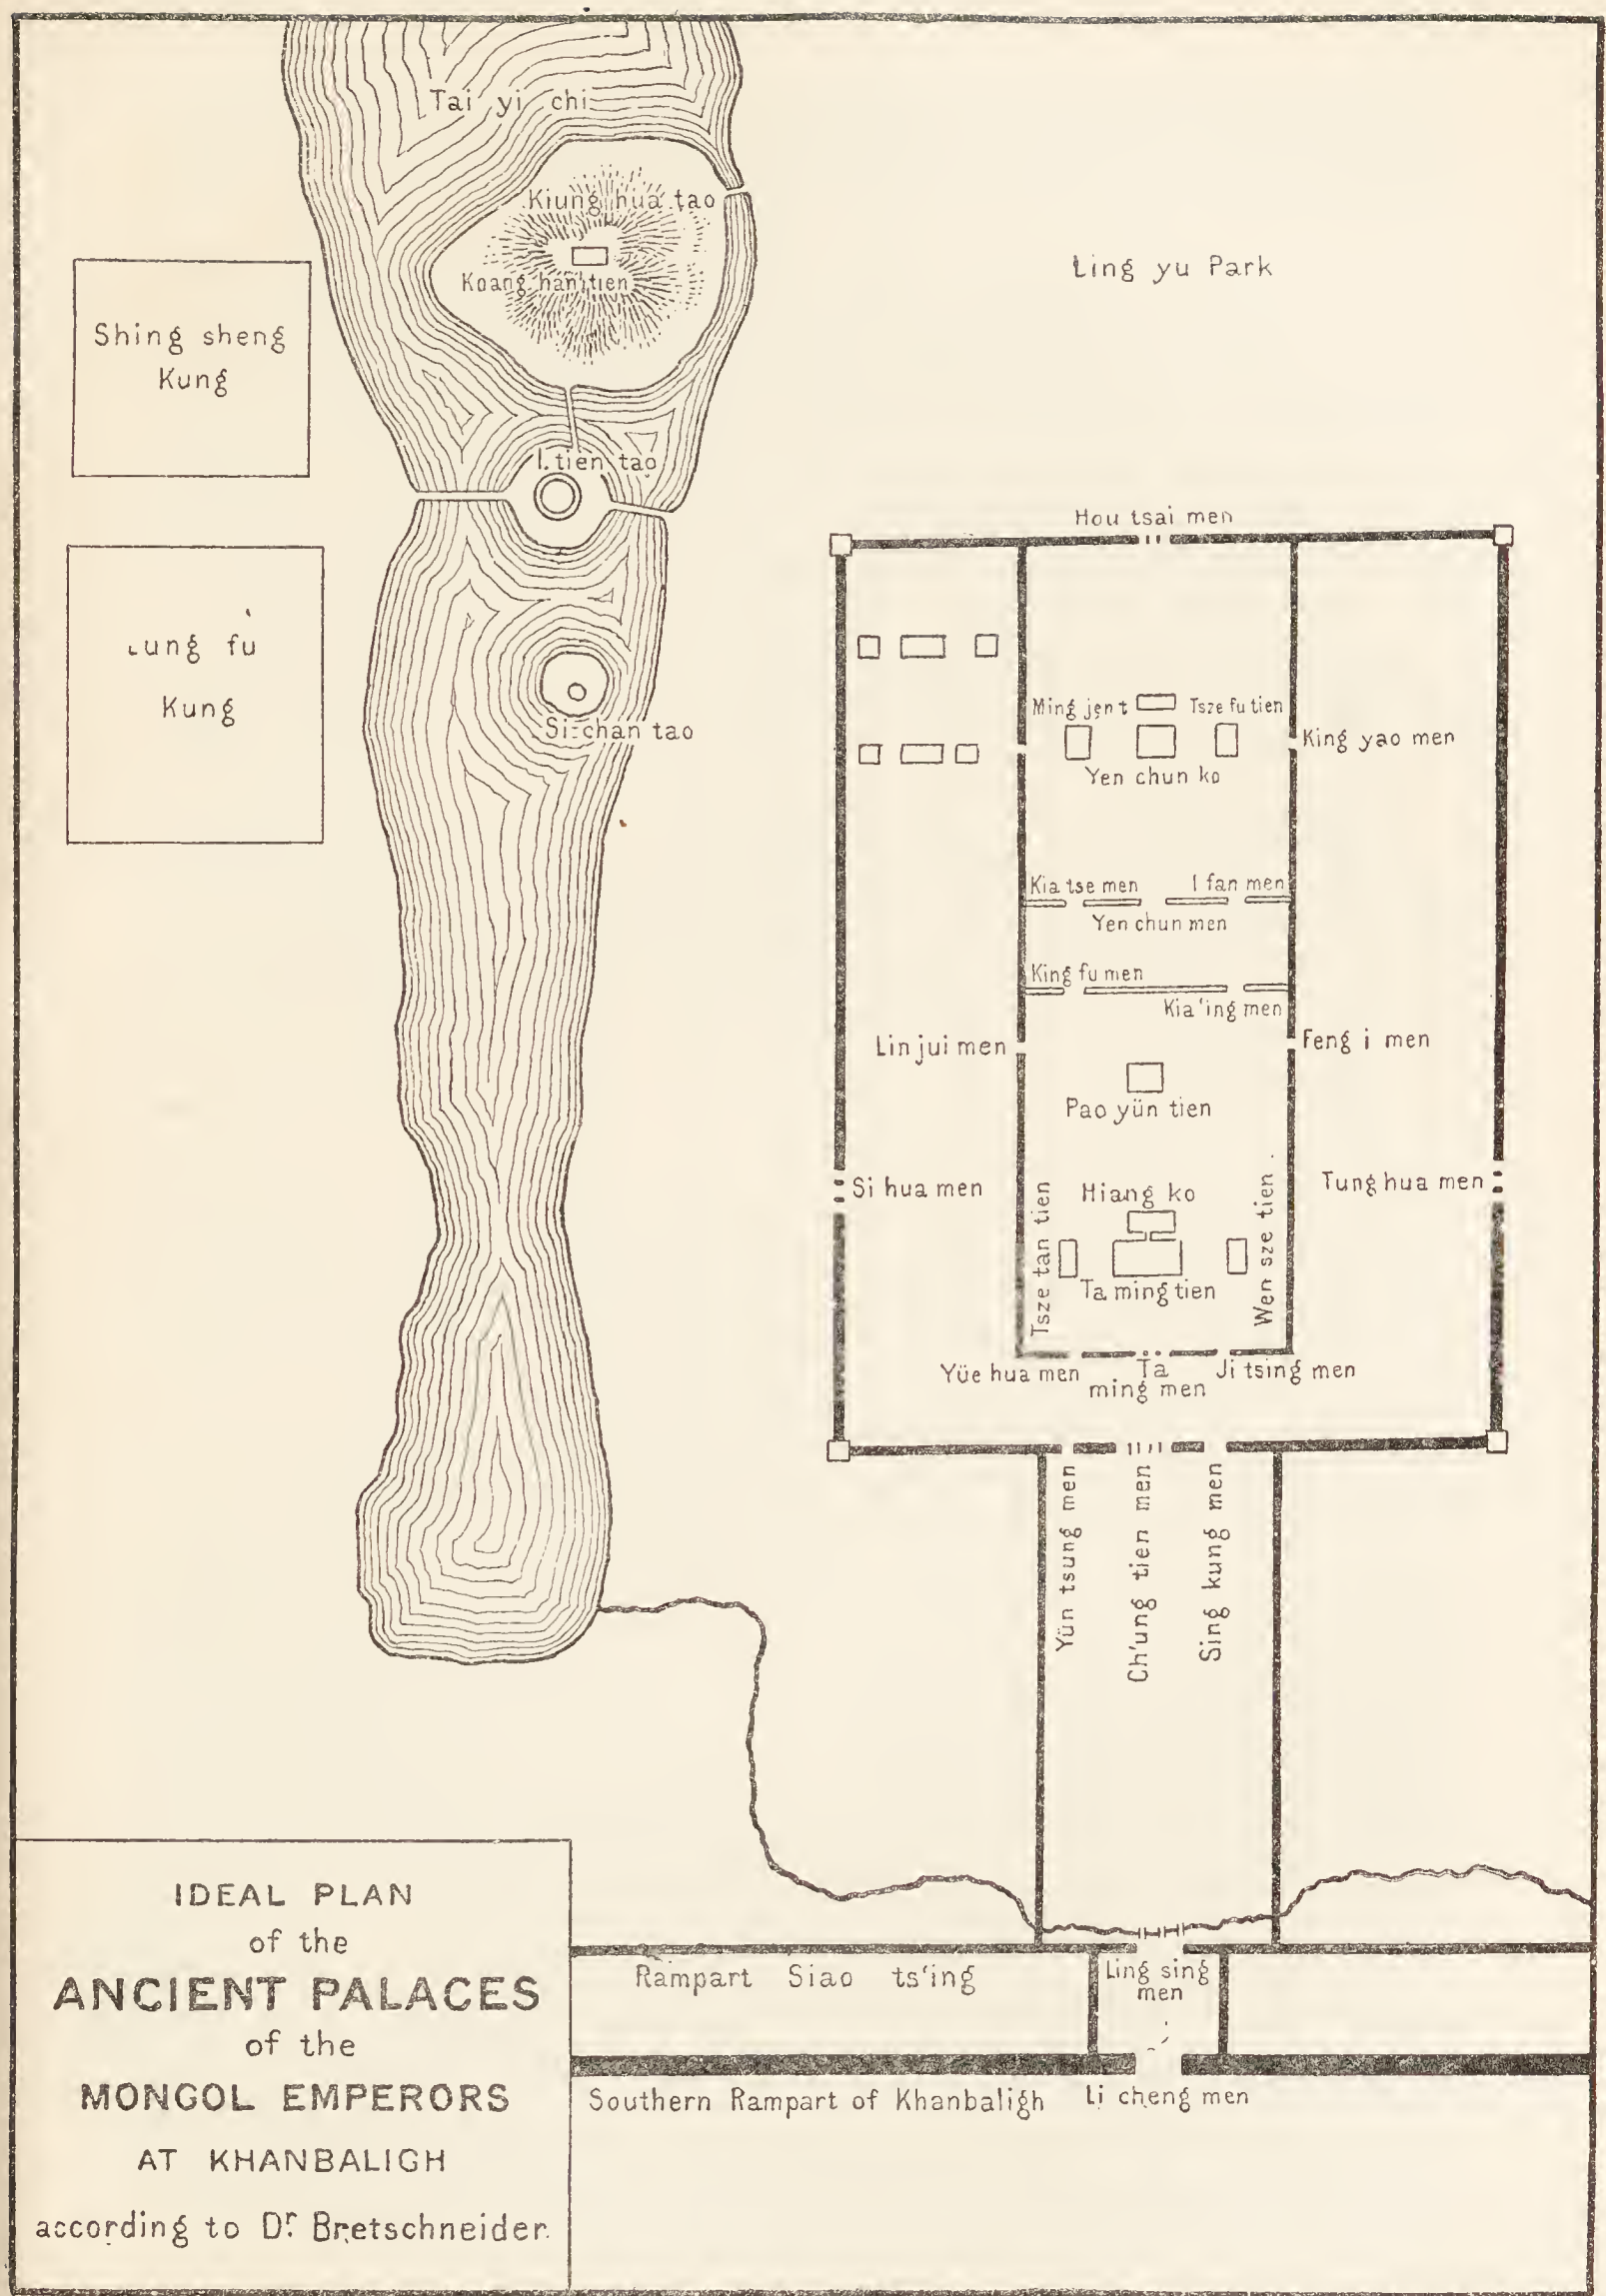 Tai yi chi
Kiung hua tao
Koang han tien
Ling yu Park
Shing sheng
Kung
I. tien tao
Hou tsai men
fu
Kung
Si-chan tao
Ming jen t
Tsze fu tien
King yao men
Yen chun ko
Kia tse men
I fan men
Yen chun men
King fu men
Kia 'ing men
Lin jui men
Feng i men
Pao yün tien
Si hua men
Hiang ko
Tung hua men
Tsze tan tien
Wen sze tien
Ta ming tien
Yüe hua men
Ta
ming men
Ji tsing men
Yün tsung men
Ch'ung tien men
Sing kung men
IDEAL PLAN
of the
ANCIENT PALACES
of the
MONGOL EMPERORS
AT KHANBALIGH
according to Dr. Bretschneider.
Rampart Siao ts'ing
Ling sing
men
Southern Rampart of Khanbaligh
Li cheng men